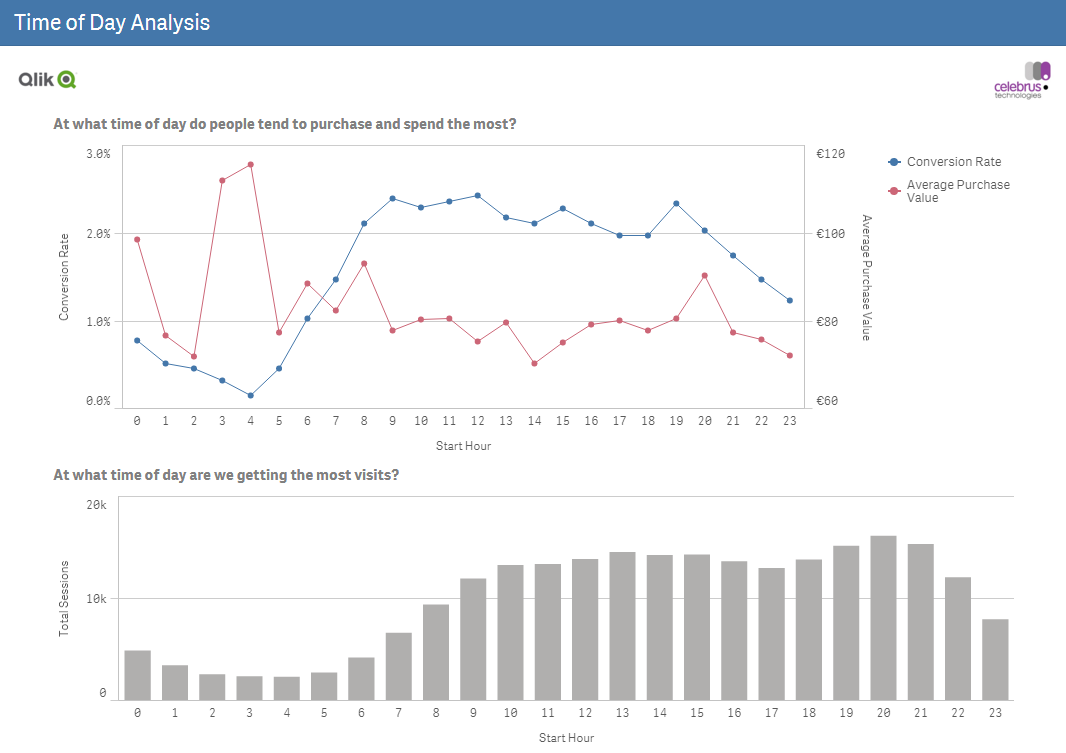 Time of Day Analysis
Qlik
celebrus
technologies
At what time of day do people tend to purchase and spend the most?
3.0%
2.0%
1.0%
0.0%
Conversion Rate
€120
€100
€80
€60
Average Purchase Value
Conversion Rate
Average Purchase
Value
0 1 2 3 4 5 6 7 8 9 10 11 12 13 14 15 16 17 18 19 20 21 22 23
Start Hour
At what time of day are we getting the most visits?
20k
10k
0
Total Sessions
0 1 2 3 4 5 6 7 8 9 10 11 12 13 14 15 16 17 18 19 20 21 22 23
Start Hour